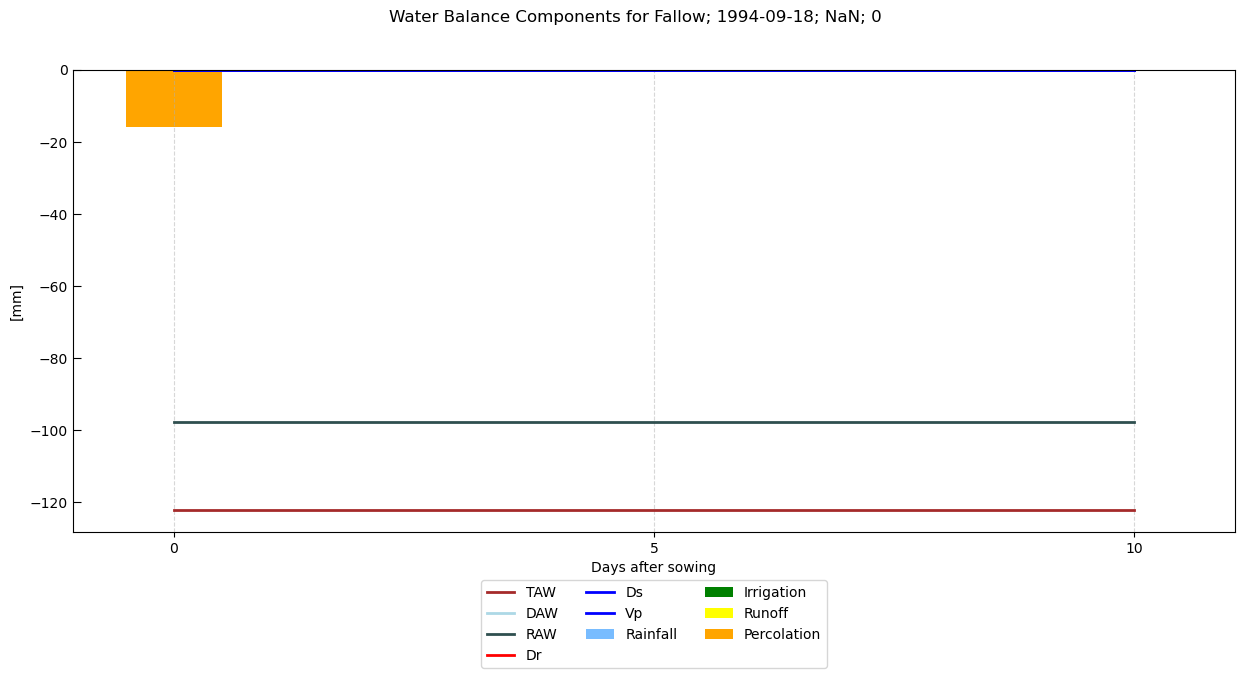 Water Balance Components for Fallow; 1994-09-18; NaN; 0
0
−20
−40
−60
−80
−100
−120
[mm]
0 5 10
Days after sowing
TAW Ds Irrigation
DAW Vp Runoff
RAW Rainfall Percolation
Dr